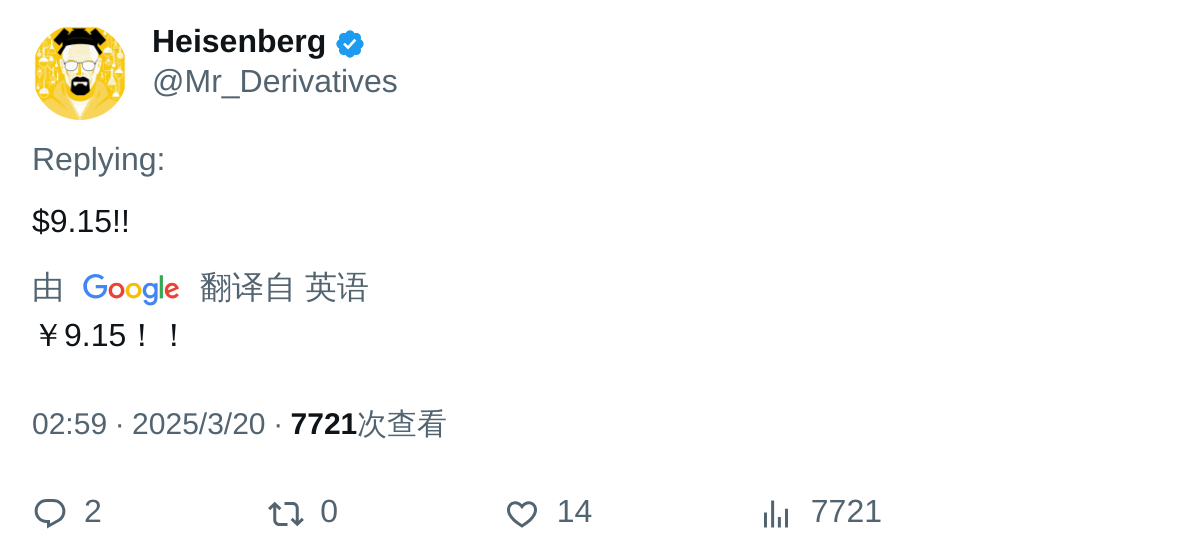 Heisenberg
@Mr_Derivatives
Replying:
$9.15!!
由 Google 翻译自 英语
￥9.15！！
02:59 · 2025/3/20 · 7721次查看
2 0 14 7721